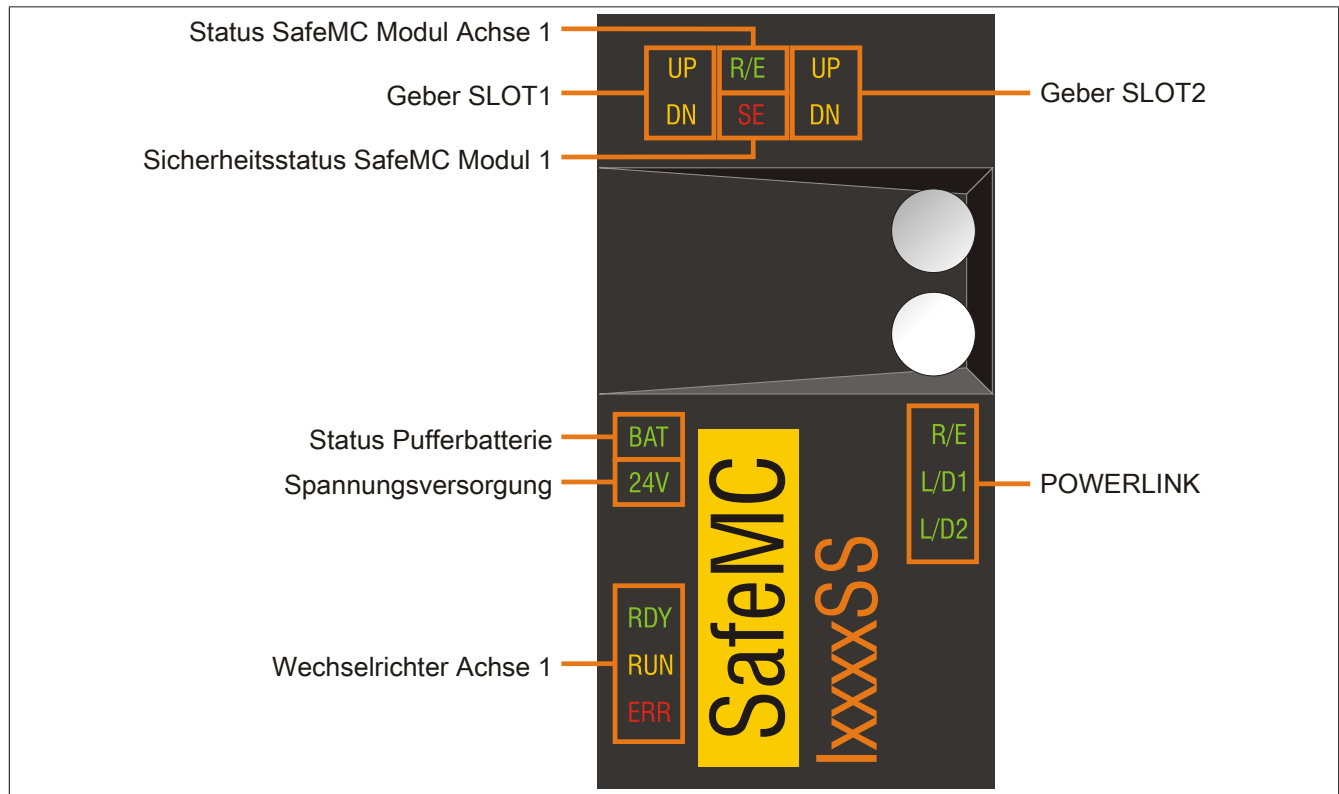 Status SafeMC Modul Achse 1
Geber SLOT1
Sicherheitsstatus SafeMC Modul 1
UP
DN
R/E
SE
UP
DN
Geber SLOT2
Status Pufferbatterie
BAT
Spannungsversorgung
24V
R/E
L/D1
L/D2
POWERLINK
Wechselrichter Achse 1
RDY
RUN
ERR
SafeMC
IxxxxSS